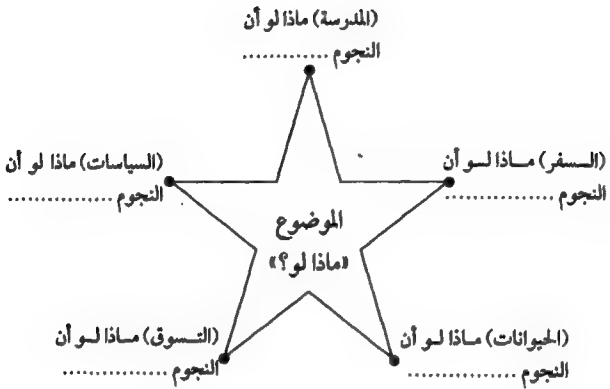 (المدرسة) ماذا لو أن
النجوم ..................
(السفر) ماذا لو أن
النجوم ..................
(السياسات) ماذا لو أن
النجوم ..................
الموضوع
«ماذا لو؟»
(الحيوانات) ماذا لو أن
النجوم ..................
(التسوق) ماذا لو أن
النجوم ..................